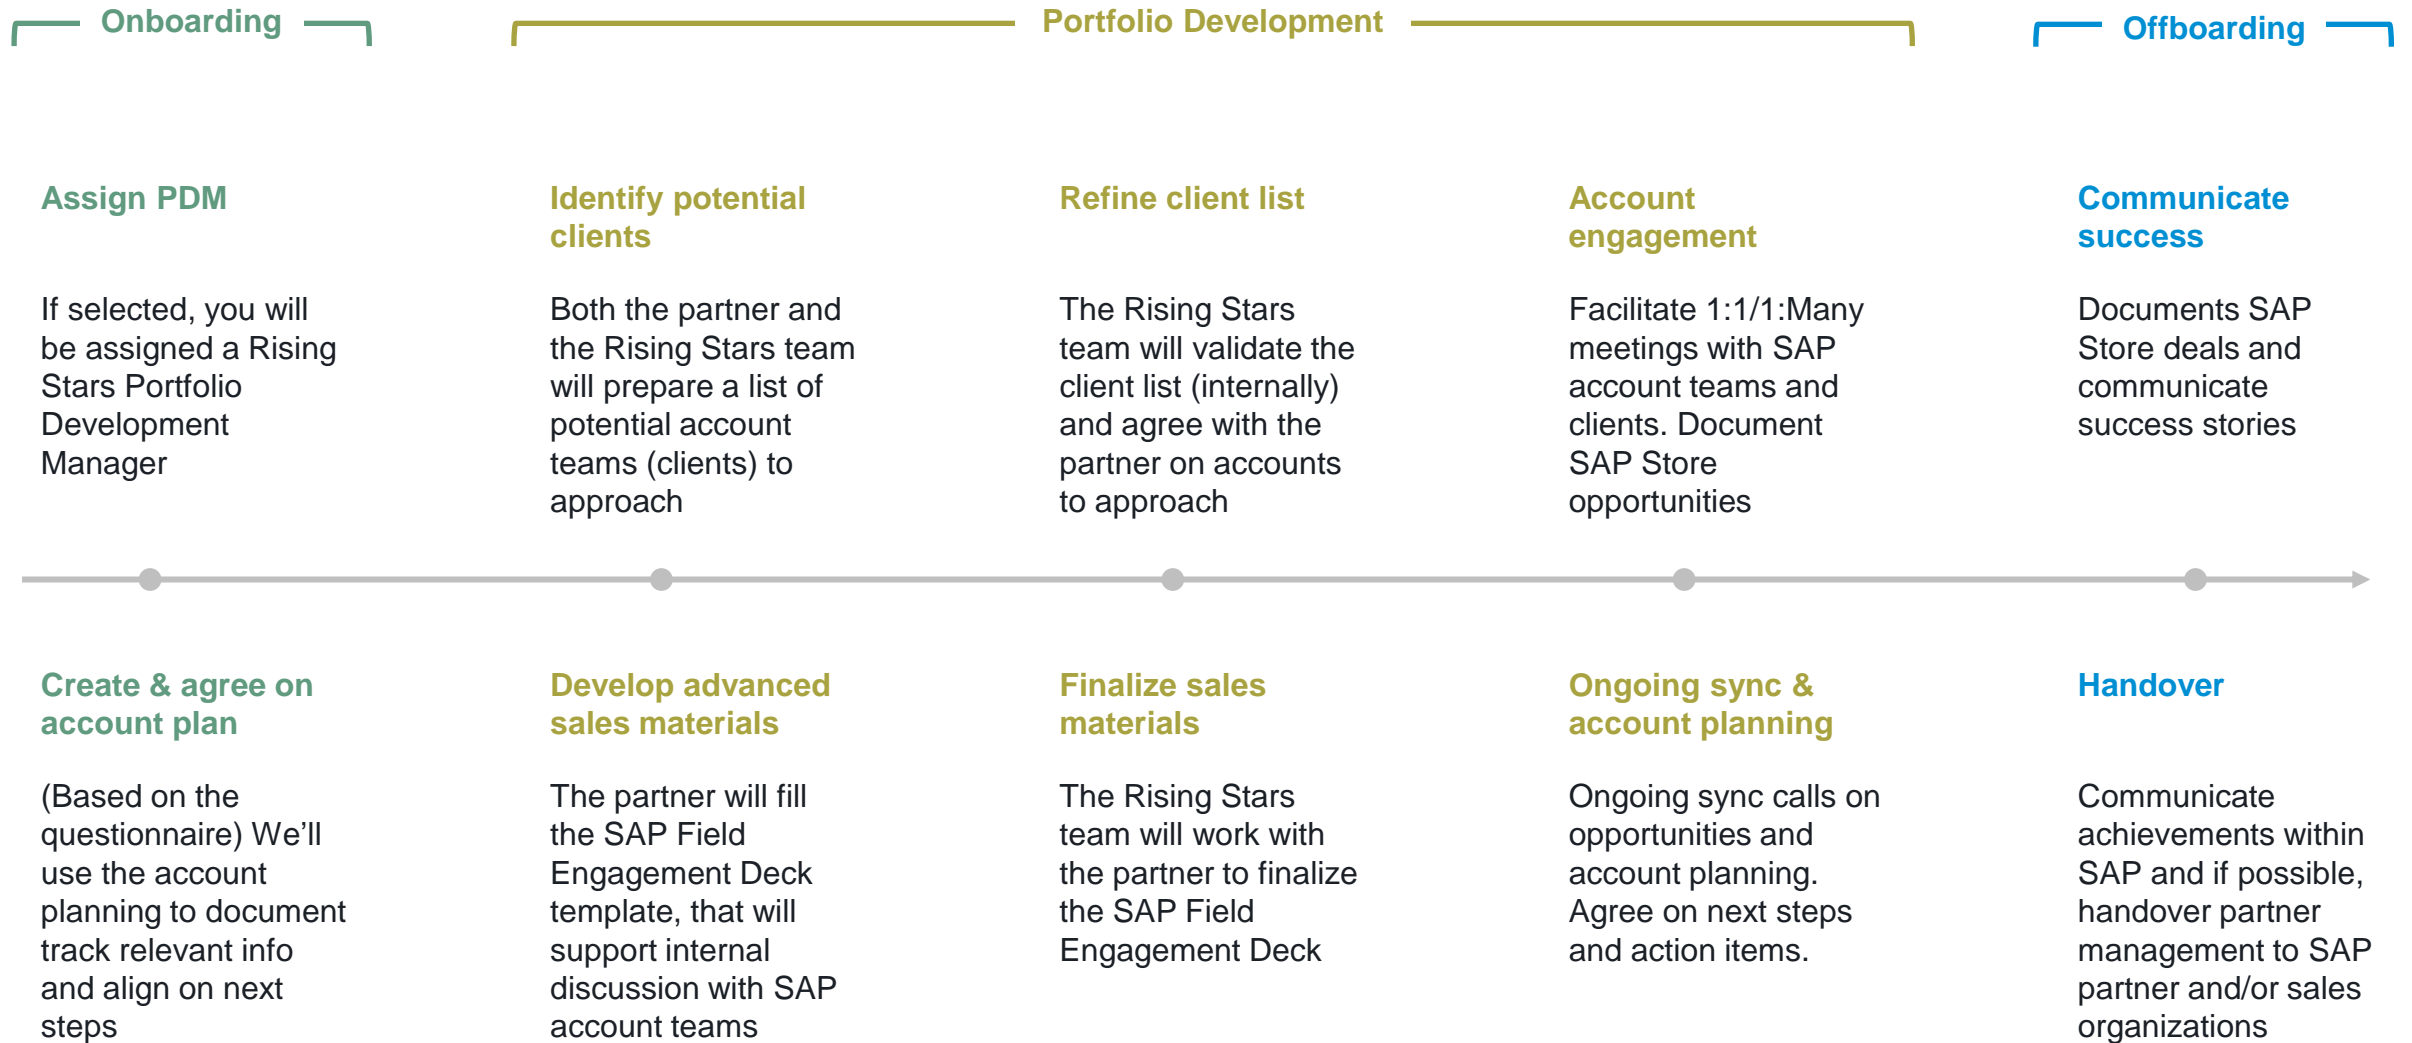 Onboarding
Portfolio Development
Offboarding
Assign PDM
If selected, you will
be assigned a Rising
Stars Portfolio
Development
Manager
Identify potential
clients
Both the partner and
the Rising Stars team
will prepare a list of
potential account
teams (clients) to
approach
Refine client list
The Rising Stars
team will validate the
client list (internally)
and agree with the
partner on accounts
to approach
Account
engagement
Facilitate 1:1/1:Many
meetings with SAP
account teams and
clients. Document
SAP Store
opportunities
Communicate
success
Documents SAP
Store deals and
communicate
success stories
Create & agree on
account plan
(Based on the
questionnaire) We’ll
use the account
planning to document
track relevant info
and align on next
steps
Develop advanced
sales materials
The partner will fill
the SAP Field
Engagement Deck
template, that will
support internal
discussion with SAP
account teams
Finalize sales
materials
The Rising Stars
team will work with
the partner to finalize
the SAP Field
Engagement Deck
Ongoing sync &
account planning
Ongoing sync calls on
opportunities and
account planning.
Agree on next steps
and action items.
Handover
Communicate
achievements within
SAP and if possible,
handover partner
management to SAP
partner and/or sales
organizations